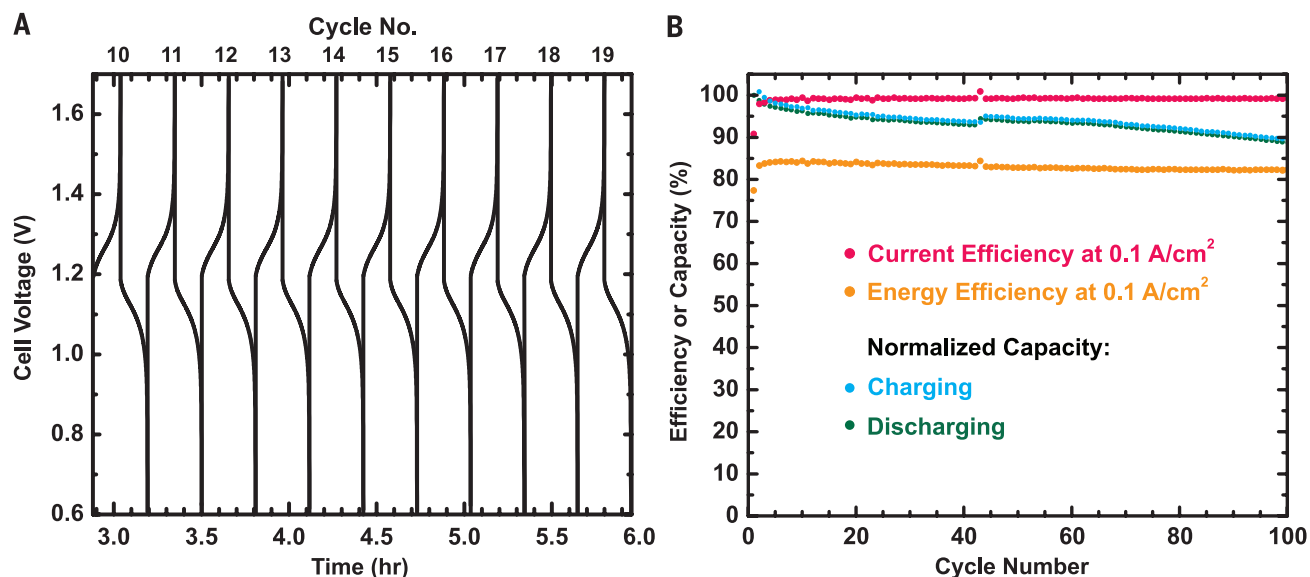 A
Cycle No.
10 11 12 13 14 15 16 17 18 19
Cell Voltage (V)
1.6
1.4
1.2
1.0
0.8
0.6
3.0 3.5 4.0 4.5 5.0 5.5 6.0
Time (hr)
B
Efficiency or Capacity (%)
100
90
80
70
60
50
40
30
20
10
0
Current Efficiency at 0.1 A/cm²
Energy Efficiency at 0.1 A/cm²
Normalized Capacity:
Charging
Discharging
0 20 40 60 80 100
Cycle Number